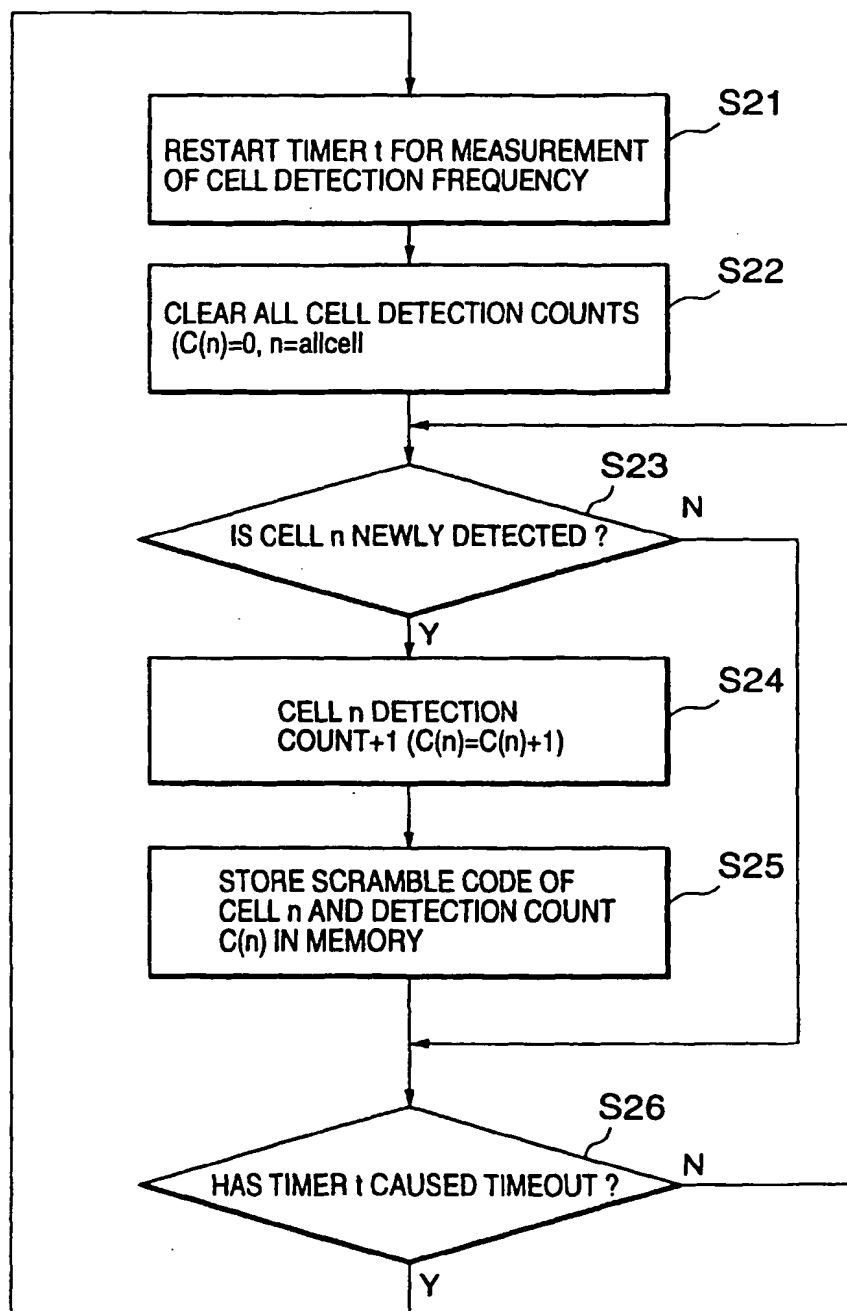 S21
RESTART TIMER t FOR MEASUREMENT
OF CELL DETECTION FREQUENCY
S22
CLEAR ALL CELL DETECTION COUNTS
(C(n)=0, n=allcell
S23
IS CELL n NEWLY DETECTED ?
N
Y
S24
CELL n DETECTION
COUNT+1 (C(n)=C(n)+1)
S25
STORE SCRAMBLE CODE OF
CELL n AND DETECTION COUNT
C(n) IN MEMORY
S26
HAS TIMER t CAUSED TIMEOUT ?
N
Y